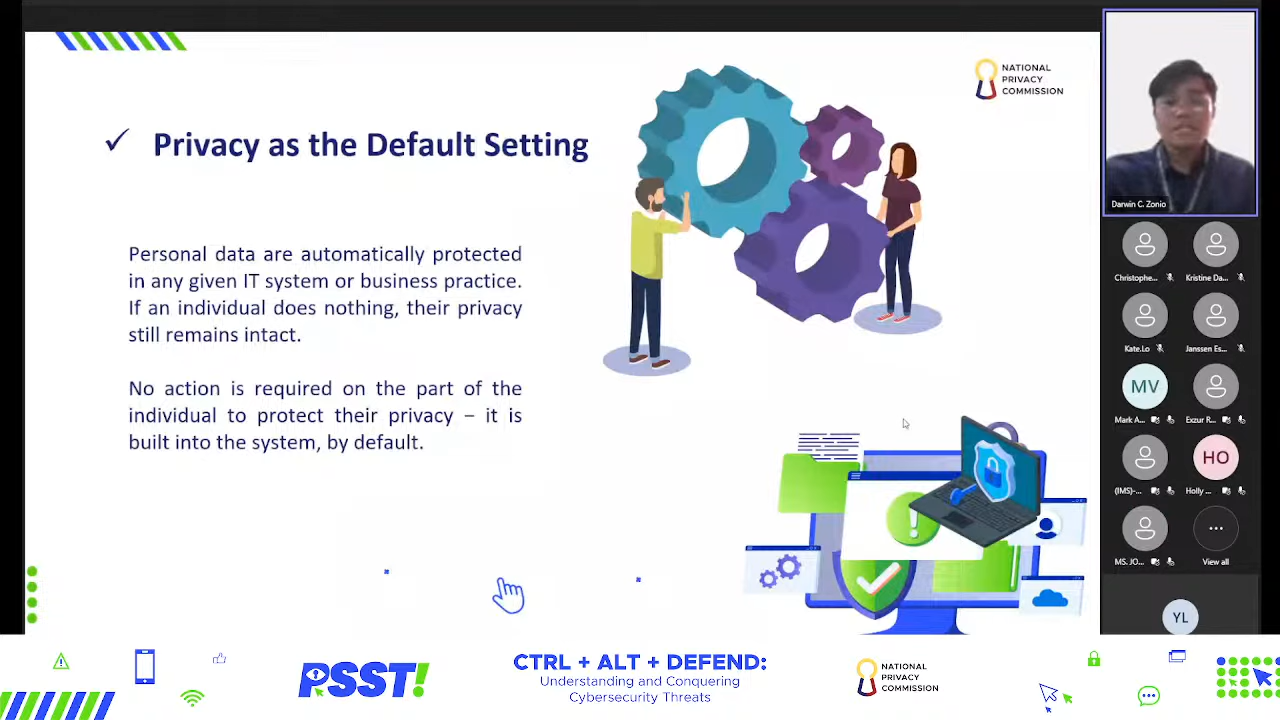 NATIONAL
PRIVACY
COMMISSION
✓ Privacy as the Default Setting
Personal data are automatically protected
in any given IT system or business practice.
If an individual does nothing, their privacy
still remains intact.
No action is required on the part of the
individual to protect their privacy – it is
built into the system, by default.
Darwin C. Zonio
Christophe...
Kristine Da...
Kate.Lo
Janssen Es...
MV
Mark A...
Exzur R...
(IMS)-...
HO
Holly ...
MS. JO...
View all
YL
PSST!
CTRL + ALT + DEFEND:
Understanding and Conquering
Cybersecurity Threats
NATIONAL
PRIVACY
COMMISSION